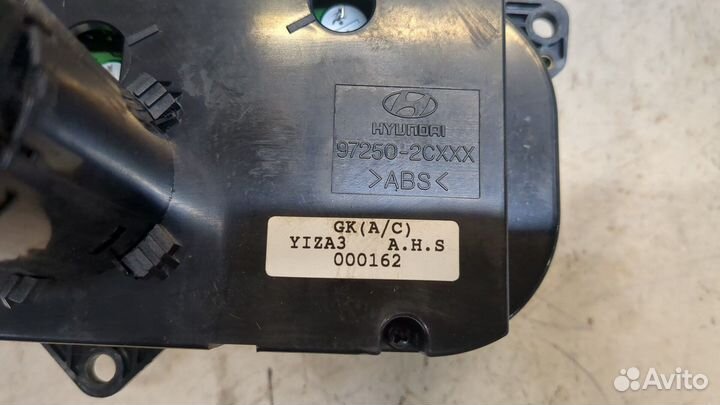 HYUNDAI
97250-2CXXX
>ABS<
GK(A/C)
YIZA3 A.H.S
000162
Avito